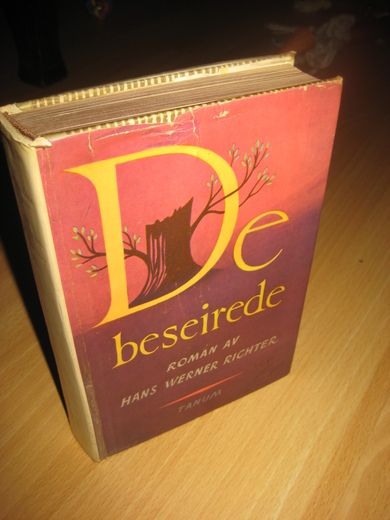 De
beseirede
ROMAN AV
HANS WERNER RICHTER
TANUM